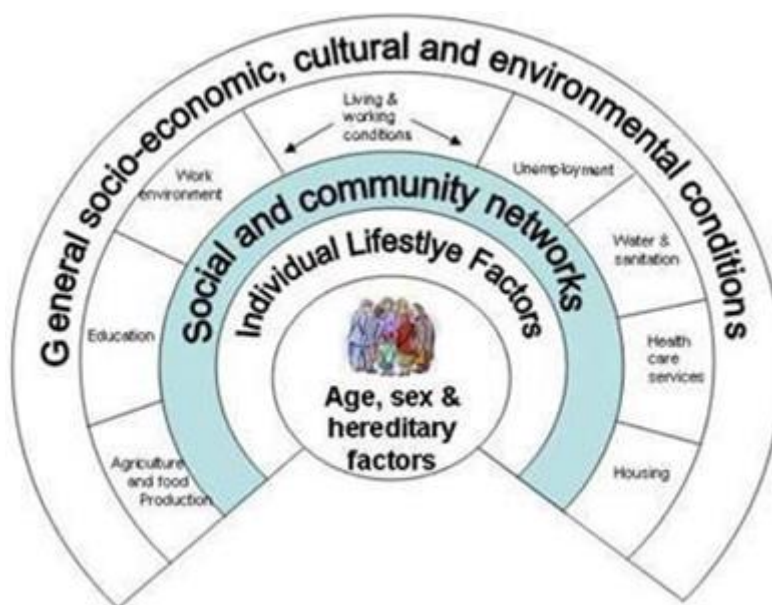 General socio-economic, cultural and environmental conditions
Living &
working
conditions
Work
environment
Unemployment
Water &
sanitation
Education
Health
care
services
Agriculture
and food
Production
Housing
Social and community networks
Individual Lifestlye Factors
Age, sex &
hereditary
factors